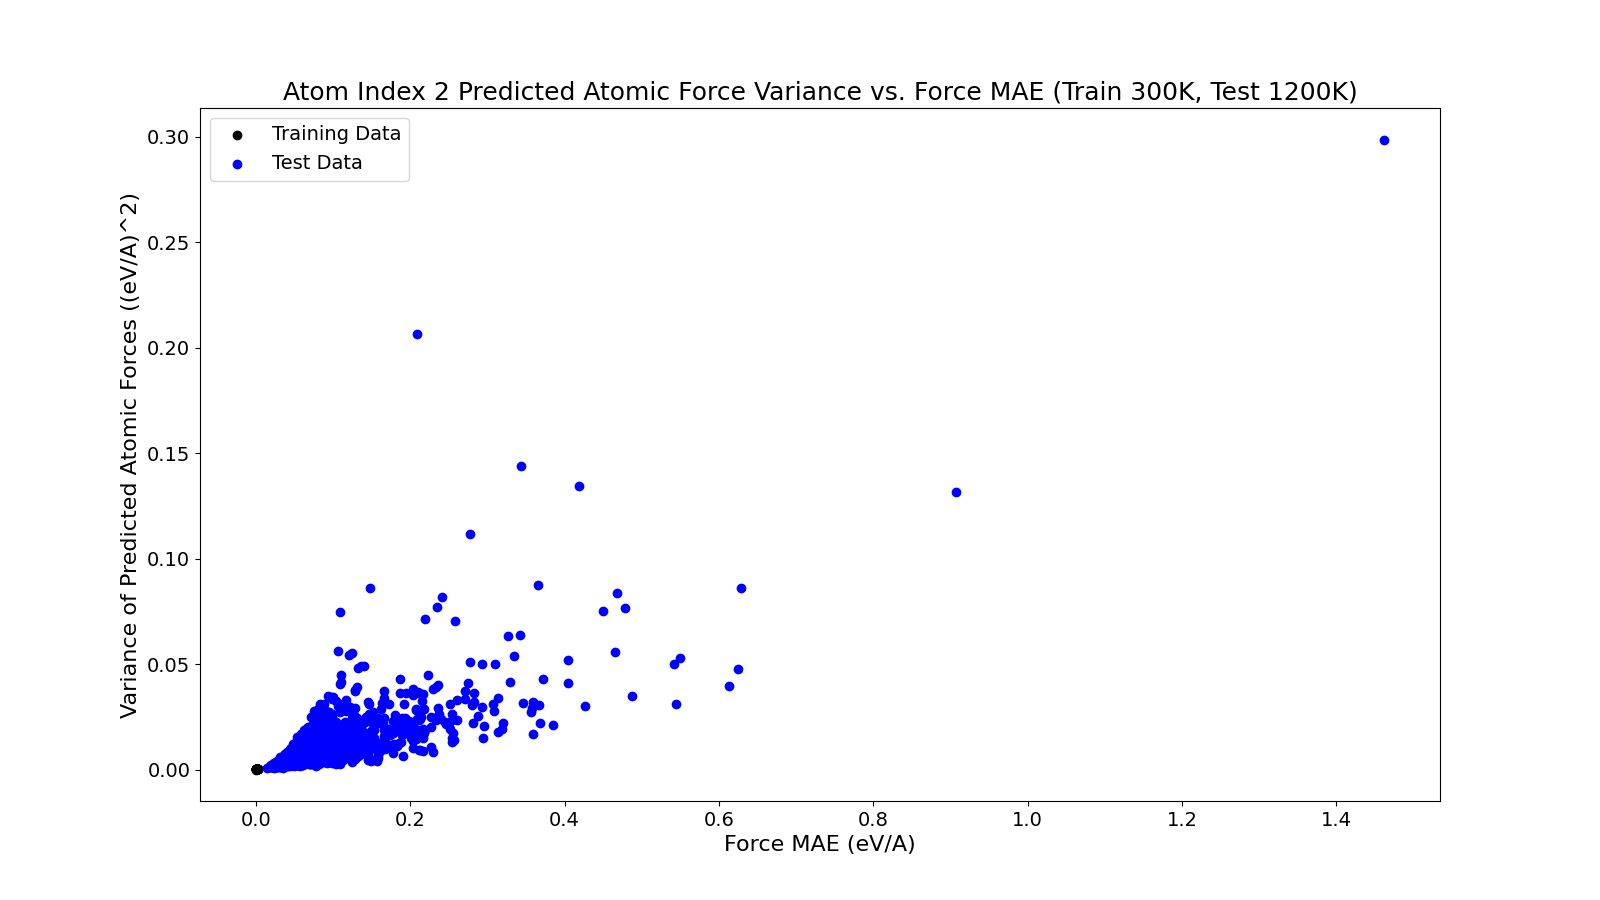 Atom Index 2 Predicted Atomic Force Variance vs. Force MAE (Train 300K, Test 1200K)
Training Data
Test Data
Variance of Predicted Atomic Forces ((eV/A)^2)
0.30
0.25
0.20
0.15
0.10
0.05
0.00
0.0 0.2 0.4 0.6 0.8 1.0 1.2 1.4
Force MAE (eV/A)